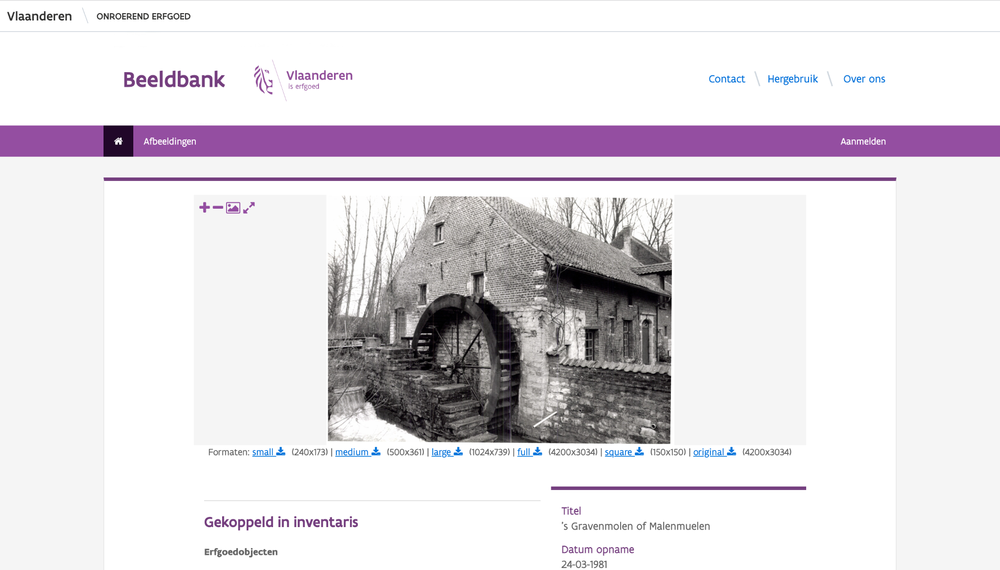 Vlaanderen ONROEREND ERFGOED
Beeldbank Vlaanderen is erfgoed Contact Hergebruik Over ons
Afbeeldingen Aanmelden
Formaten: small (240x173) | medium (500x361) | large (1024x739) | full (4200x3034) | square (150x150) | original (4200x3034)
Gekoppeld in inventaris
Erfgoedobjecten
Titel
's Gravenmolen of Malenmuelen
Datum opname
24-03-1981